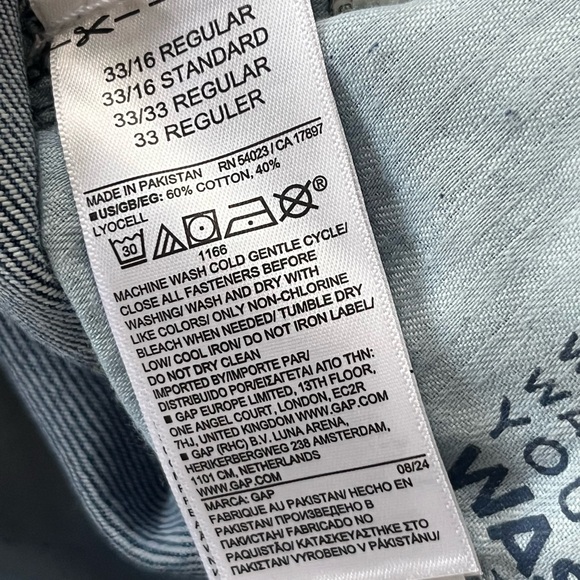 33/16 REGULAR
33/16 STANDARD
33/33 REGULAR
33 REGULER
MADE IN PAKISTAN RN 54023 / CA 17897
■US/GB/EG: 60% COTTON, 40%
LYOCELL
30 ®
1166
MACHINE WASH COLD GENTLE CYCLE/
CLOSE ALL FASTENERS BEFORE
WASHING/ WASH AND DRY WITH
LIKE COLORS/ ONLY NON-CHLORINE
BLEACH WHEN NEEDED/ TUMBLE DRY
LOW/ COOL IRON/ DO NOT IRON LABEL/
DO NOT DRY CLEAN
IMPORTED BY/IMPORTE PAR/
DISTRIBUIDO POR/ΕΙΣΑΓΕΤΑΙ ΑΠΟ ΤΗΝ:
■ GAP EUROPE LIMITED, 13TH FLOOR,
ONE ANGEL COURT, LONDON, EC2R
7HJ, UNITED KINGDOM WWW.GAP.COM
■ GAP (RHC) B.V. LUNA ARENA,
HERIKERBERGWEG 238 AMSTERDAM,
1101 CM, NETHERLANDS
WWW.GAP.COM 08/24
MARCA: GAP
FABRIQUE AU PAKISTAN/ HECHO EN
PAKISTAN/ ПРОИЗВЕДЕНО В
ПАКИСТАН/ FABRICADO NO
PAQUISTÃO/ ΚΑΤΑΣΚΕΥΑΣΤΗΚΕ ΣΤΟ
ΠΑΚΙΣΤΑΝ/ VYROBENO V PÁKISTÁNU/
YOU